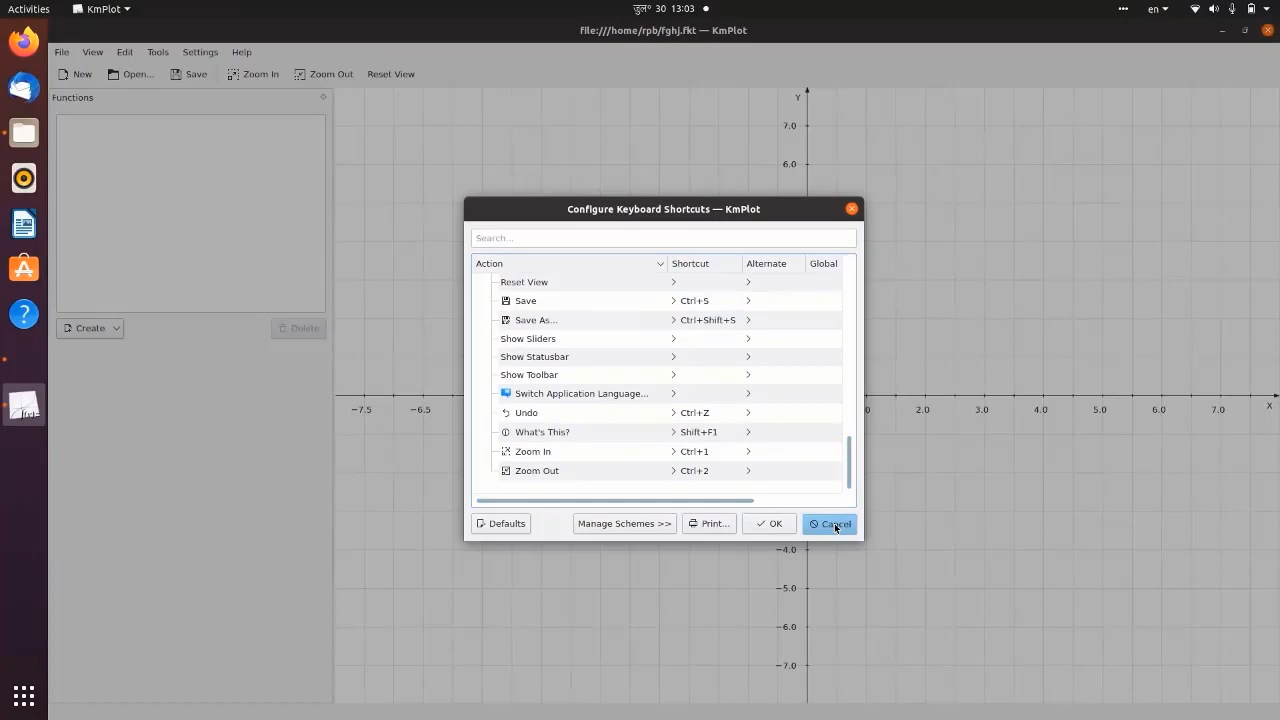 Activities KmPlot जुल॰ 30 13:03 en
file:///home/rpb/fghj.fkt — KmPlot
File View Edit Tools Settings Help
New Open... Save Zoom In Zoom Out Reset View
Functions
Create Delete
Y
7.0
6.0
−7.5 −6.5 0 2.0 3.0 4.0 5.0 6.0 7.0 X
−4.0
−5.0
−6.0
−7.0
Configure Keyboard Shortcuts — KmPlot
Search...
Action Shortcut Alternate Global
Reset View
Save Ctrl+S
Save As... Ctrl+Shift+S
Show Sliders
Show Statusbar
Show Toolbar
Switch Application Language...
Undo Ctrl+Z
What's This? Shift+F1
Zoom In Ctrl+1
Zoom Out Ctrl+2
Defaults Manage Schemes >> Print... OK Cancel